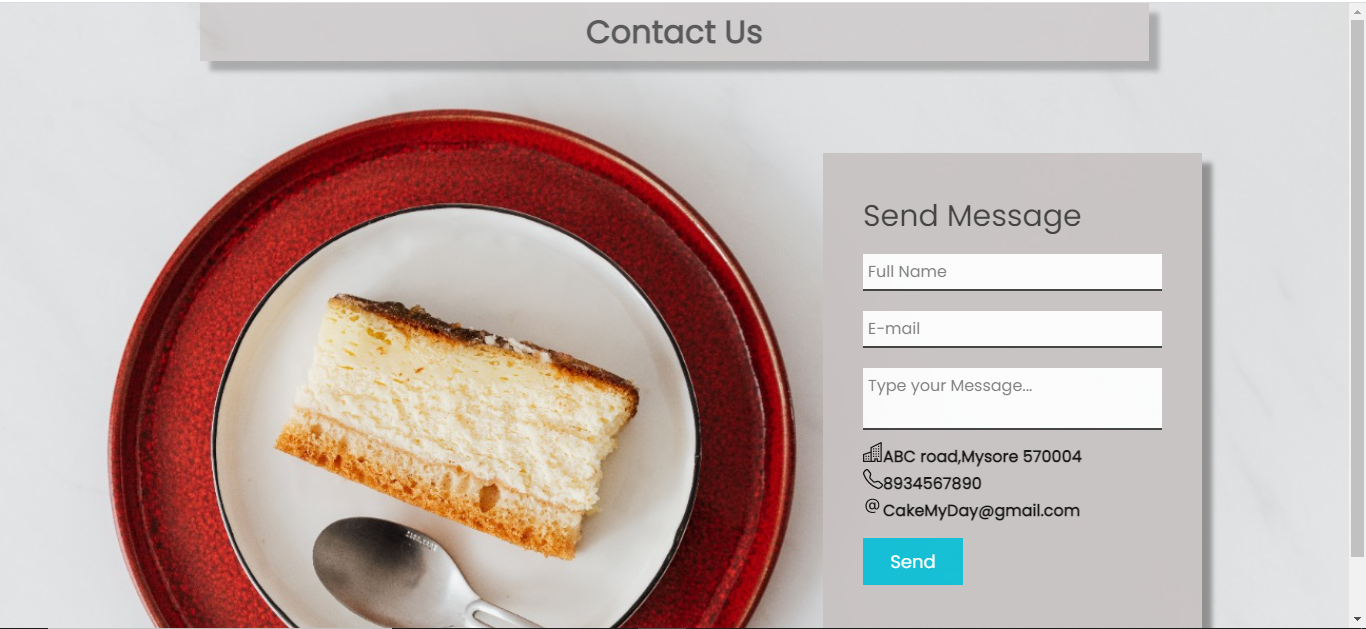 Contact Us
Send Message
Full Name
E-mail
Type your Message...
ABC road,Mysore 570004
8934567890
@ CakeMyDay@gmail.com
Send